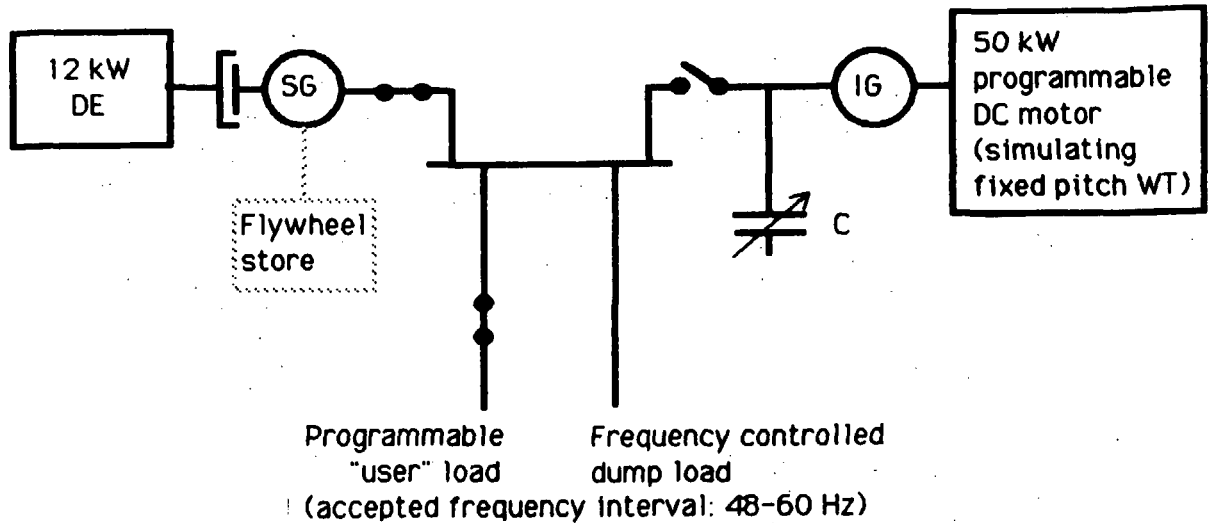 12 kW
DE
SG
Flywheel
store
IG
50 kW
programmable
DC motor
(simulating
fixed pitch WT)
C
Programmable
"user" load
Frequency controlled
dump load
(accepted frequency interval: 48-60 Hz)